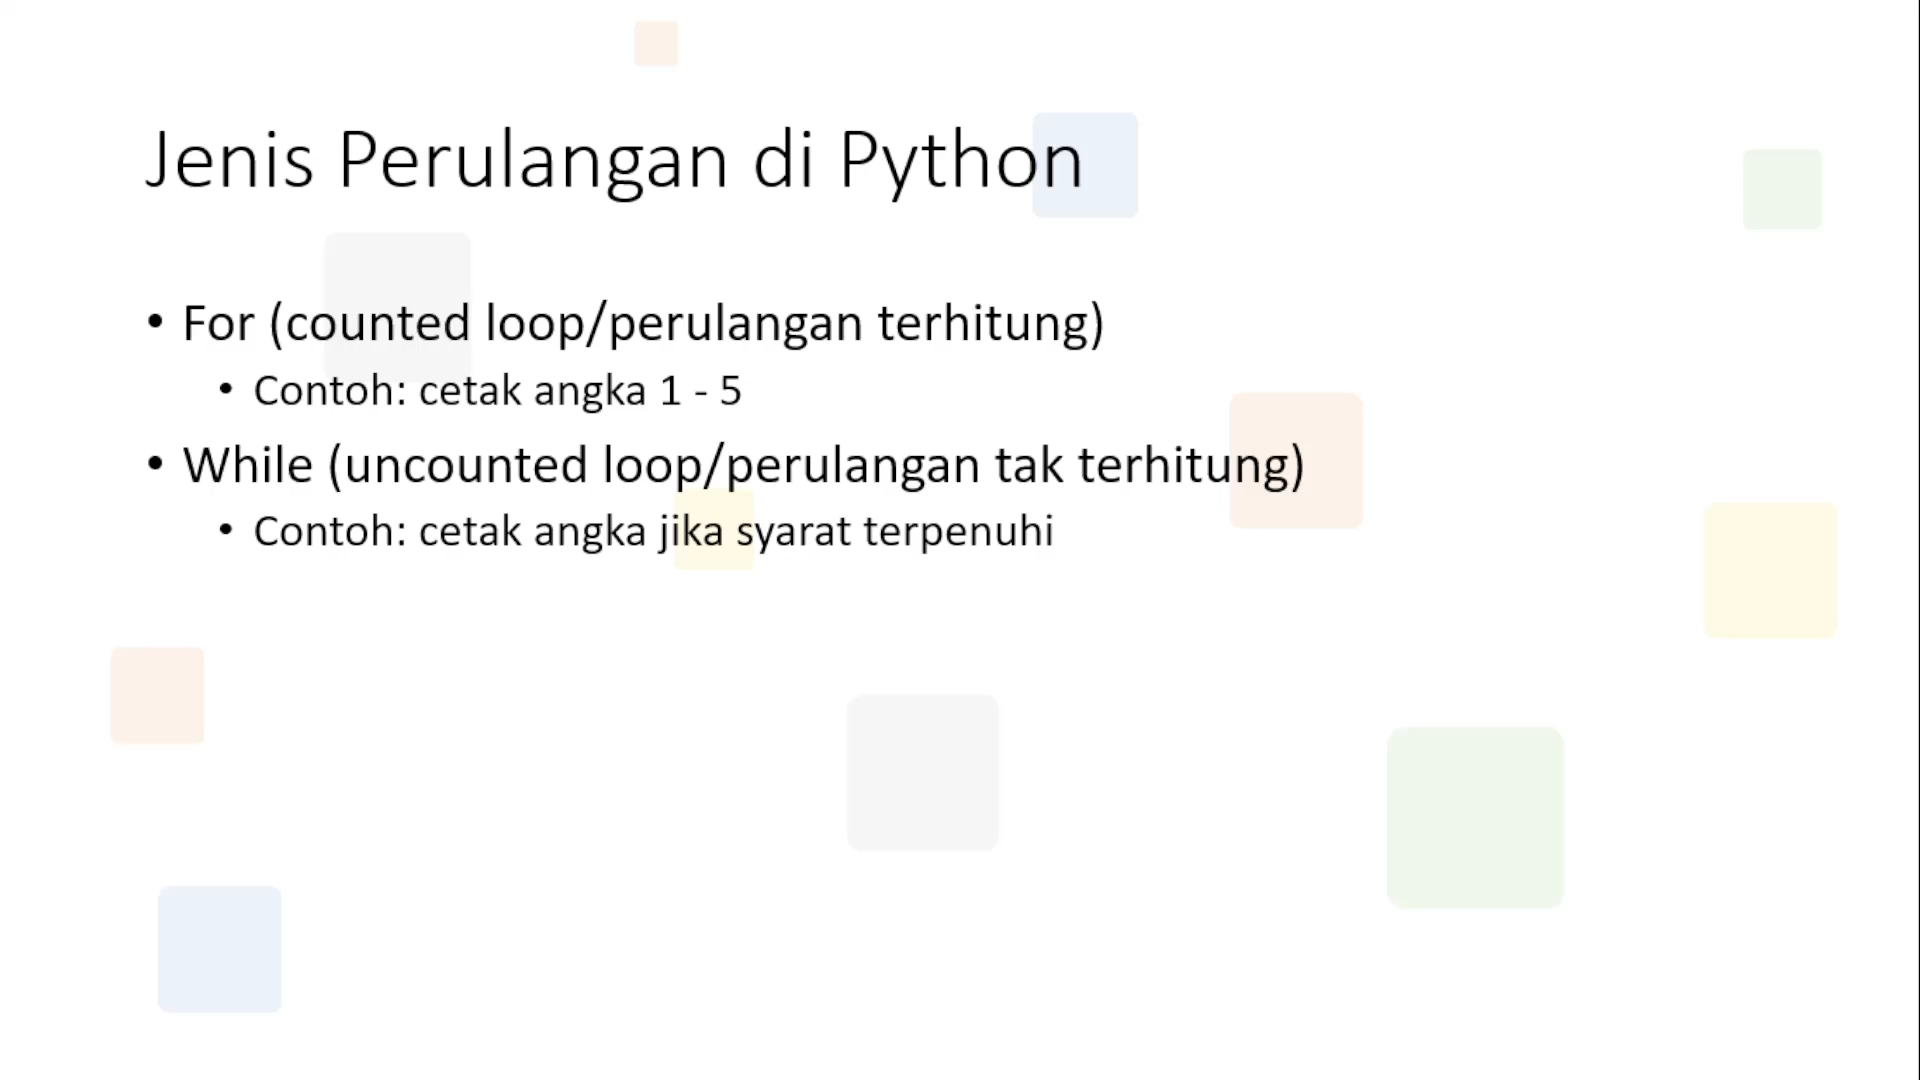 Jenis Perulangan di Python
• For (counted loop/perulangan terhitung)
• Contoh: cetak angka 1 - 5
• While (uncounted loop/perulangan tak terhitung)
• Contoh: cetak angka jika syarat terpenuhi